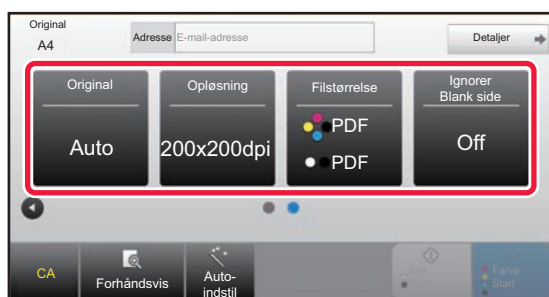 Original
A4
Adresse E-mail-adresse
Detaljer
Original
Auto
Opløsning
200x200dpi
Filstørrelse
PDF
PDF
Ignorer
Blank side
Off
CA
Forhåndsvis
Auto-
indstil
Farve
Start